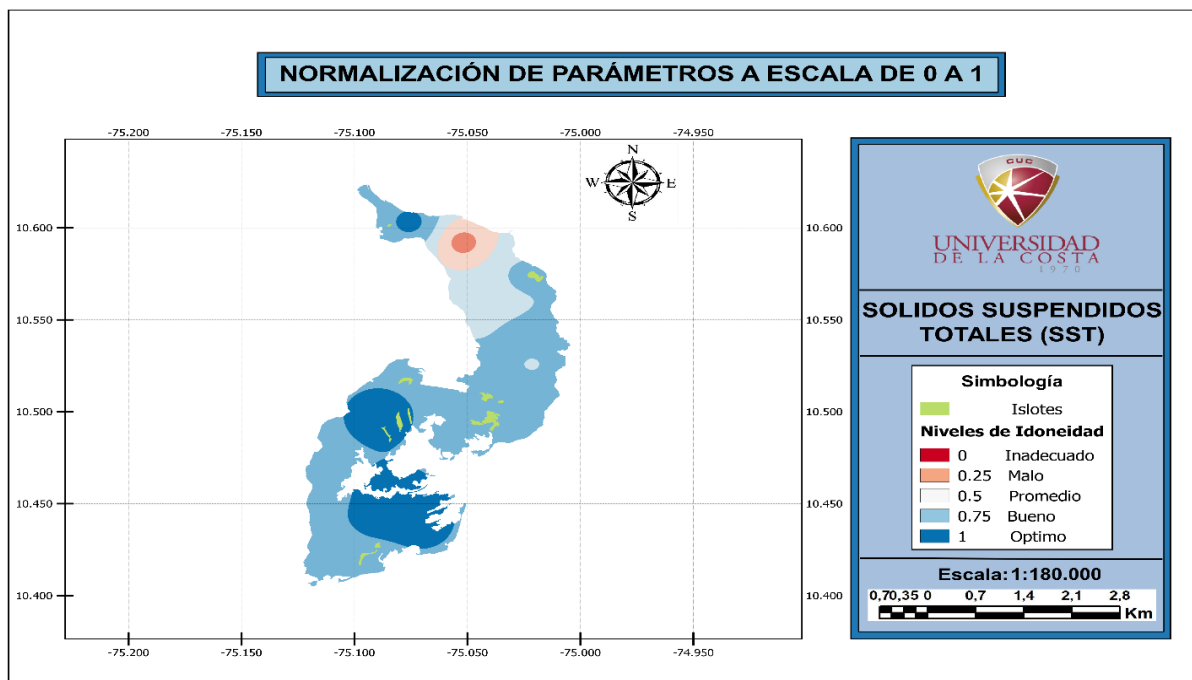 NORMALIZACIÓN DE PARÁMETROS A ESCALA DE 0 A 1
-75.200 -75.150 -75.100 -75.050 -75.000 -74.950
N
W E
S
10.600 10.600
10.550 10.550
10.500 10.500
10.450 10.450
10.400 10.400
-75.200 -75.150 -75.100 -75.050 -75.000 -74.950
CUC
UNIVERSIDAD
DE LA COSTA
1970
SOLIDOS SUSPENDIDOS
TOTALES (SST)
Simbología
Islotes
Niveles de Idoneidad
0 Inadecuado
0.25 Malo
0.5 Promedio
0.75 Bueno
1 Optimo
Escala:1:180.000
0,70,35 0 0,7 1,4 2,1 2,8
Km